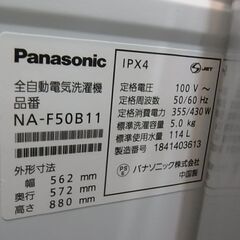 Panasonic
IPX4
JET
全自動電気洗濯機
品番
NA-F50B11
外形寸法
幅 562 mm
奥行 572 mm
高さ 880 mm
定格電圧 100 V～
定格周波数 50/60 Hz
定格消費電力 355/430 W
標準洗濯容量 5.0 kg
標準使用水量 114 L
製造番号 1841403613
PSE
パナソニック株式会社
中国製